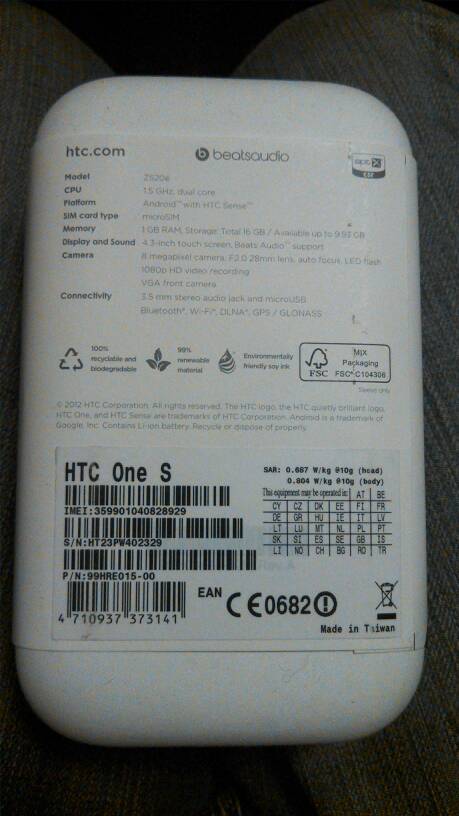 htc.com
beatsaudio
aptX
CSR
Model Z520e
CPU 1.5 GHz, dual core
Platform Android™ with HTC Sense™
SIM card type microSIM
Memory 1 GB RAM, Storage: Total 16 GB / Available up to 9.93 GB
Display and Sound 4.3-inch touch screen, Beats Audio™ support
Camera 8 megapixel camera, F2.0 28mm lens, auto focus, LED flash
1080p HD video recording
VGA front camera
Connectivity 3.5 mm stereo audio jack and microUSB
Bluetooth®, Wi-Fi®, DLNA®, GPS / GLONASS
100% recyclable and biodegradable
99% renewable material
Environmentally friendly soy ink
FSC
MIX
Packaging
FSC® C104306
Sleeve only
© 2012 HTC Corporation. All rights reserved. The HTC logo, the HTC quietly brilliant logo,
HTC One, and HTC Sense are trademarks of HTC Corporation. Android is a trademark of
Google, Inc. Contains Li-ion battery. Recycle or dispose of properly.
HTC One S
SAR: 0.687 W/kg @10g (head)
0.804 W/kg @10g (body)
This equipment may be operated in: AT BE
CY CZ DK EE FI FR
DE GR HU IE IT LV
LT LU MT NL PL PT
SK SI ES SE GB IS
LI NO CH BG RO TR
IMEI:359901040828929
S/N:HT23PW402329
P/N:99HRE015-00
EAN
4 710937 373141
CE0682
Made in Taiwan